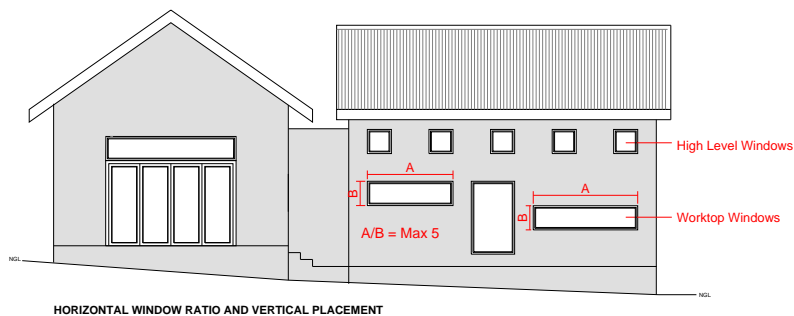 High Level Windows
A
A
B
B
Worktop Windows
A/B = Max 5
NGL
NGL
HORIZONTAL WINDOW RATIO AND VERTICAL PLACEMENT